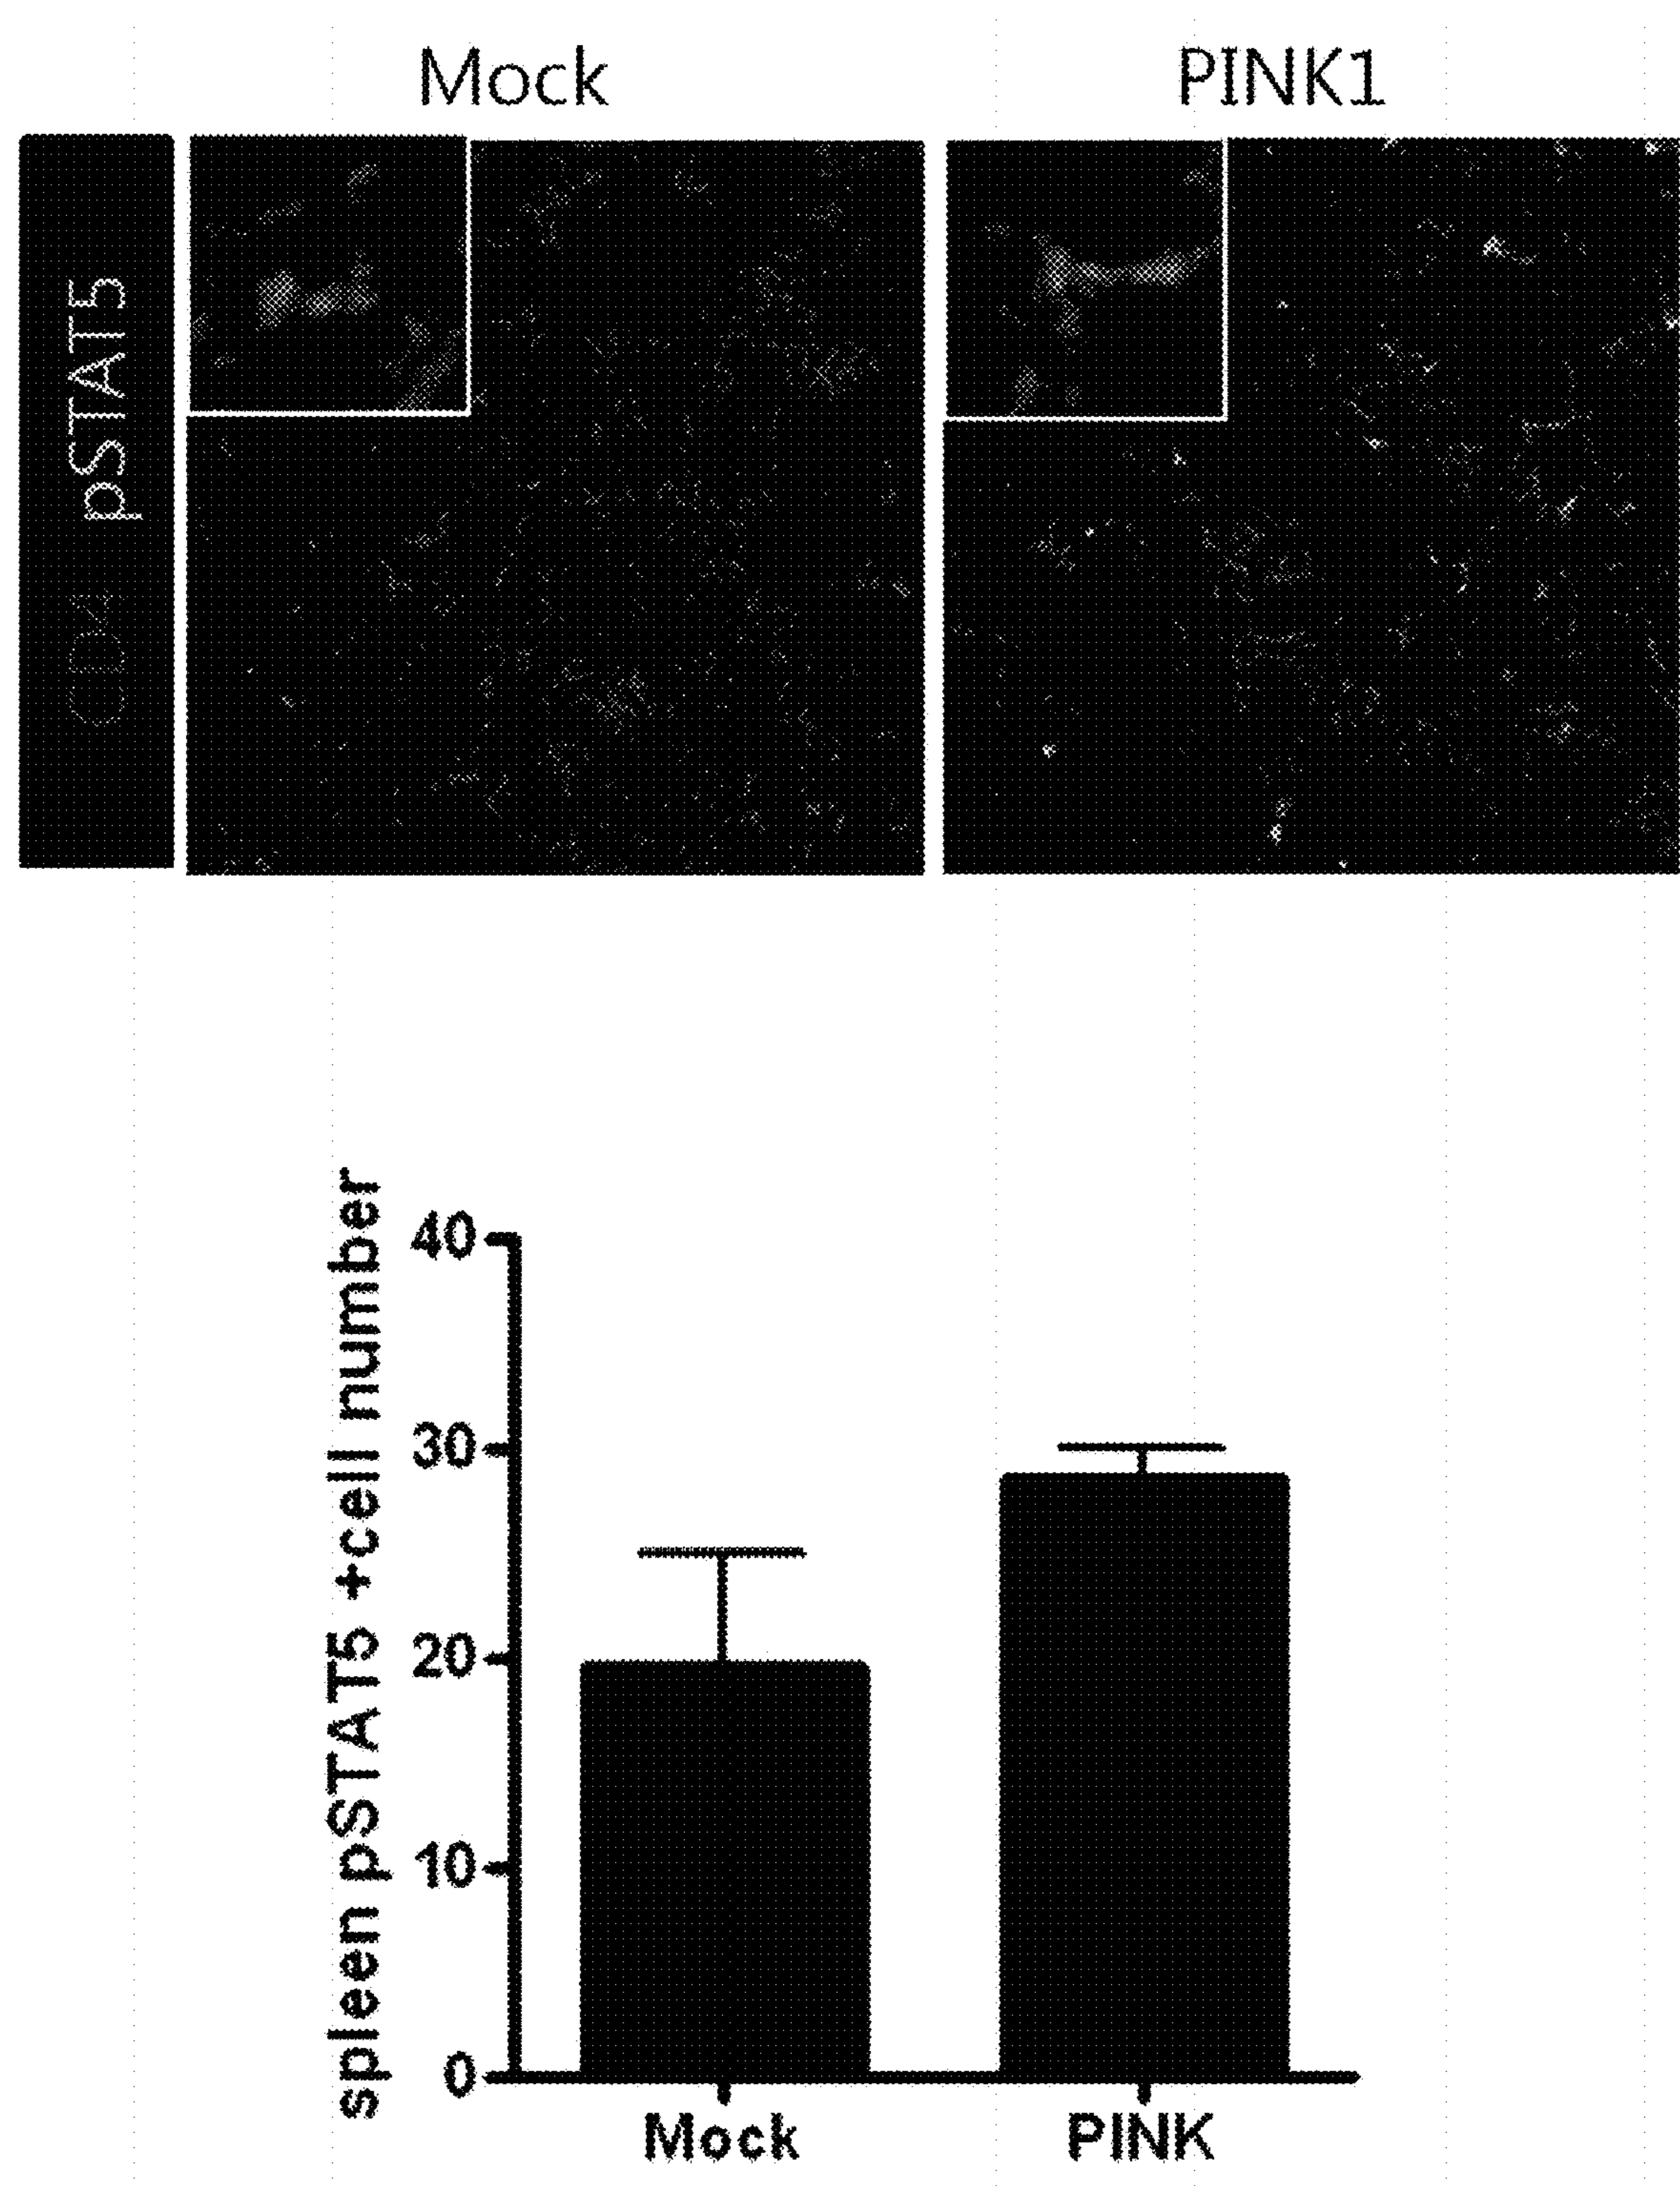 Mock
PINK1
CD4 pSTAT5
spleen pSTAT5 +cell number
40
30
20
10
0
Mock
PINK